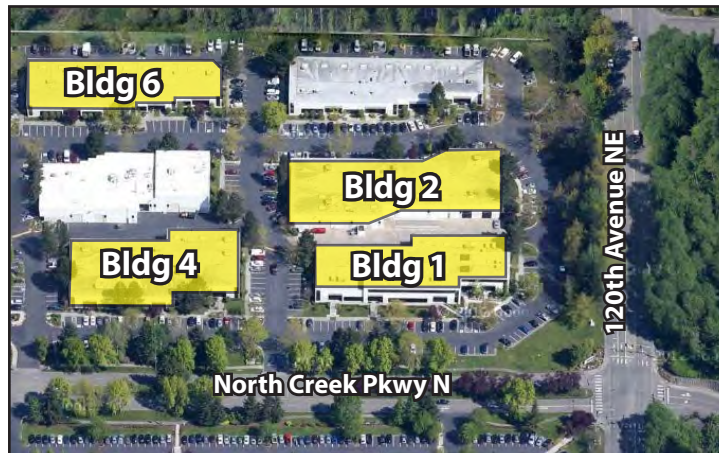 Bldg 6
Bldg 2
Bldg 4
Bldg 1
120th Avenue NE
North Creek Pkwy N